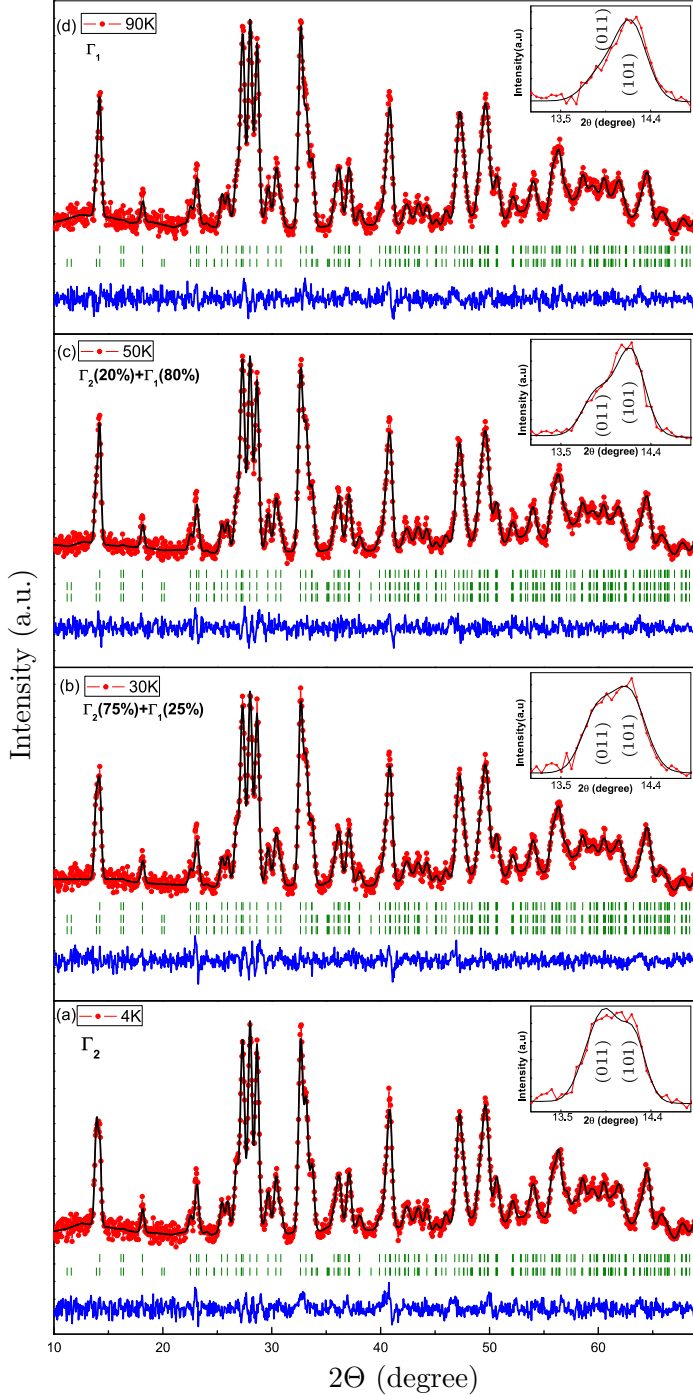 (d) 90K
Γ1
Intensity(a.u)
(011)
(101)
13.5 14.4
2θ (degree)
(c) 50K
Γ2(20%)+Γ1(80%)
Intensity (a.u)
(011)
(101)
13.5 14.4
2θ (degree)
(b) 30K
Γ2(75%)+Γ1(25%)
Intensity(a.u)
(011)
(101)
13.5 14.4
2θ (degree)
(a) 4K
Γ2
Intensity (a.u)
(011)
(101)
13.5 14.4
2θ (degree)
Intensity (a.u.)
10 20 30 40 50 60
2Θ (degree)